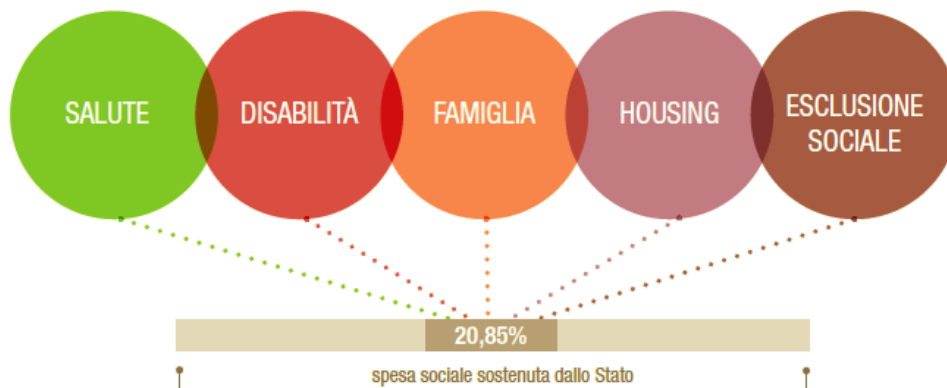 SALUTE
DISABILITÀ
FAMIGLIA
HOUSING
ESCLUSIONE
SOCIALE
20,85%
spesa sociale sostenuta dallo Stato